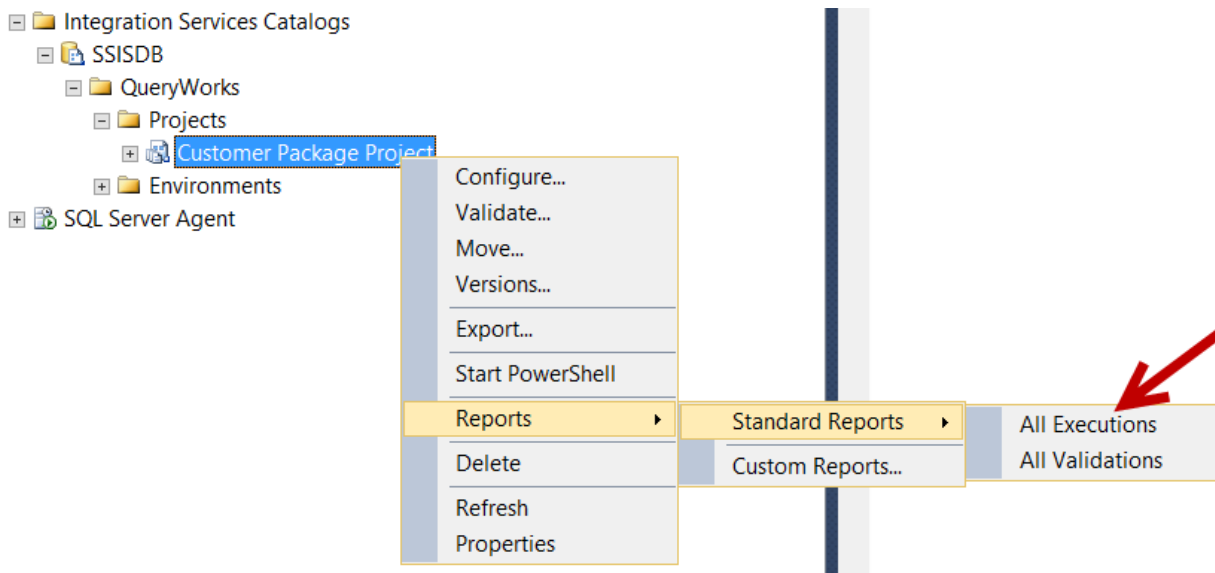 Integration Services Catalogs
SSISDB
QueryWorks
Projects
Customer Package Project
Environments
SQL Server Agent
Configure...
Validate...
Move...
Versions...
Export...
Start PowerShell
Reports
Delete
Refresh
Properties
Standard Reports
Custom Reports...
All Executions
All Validations